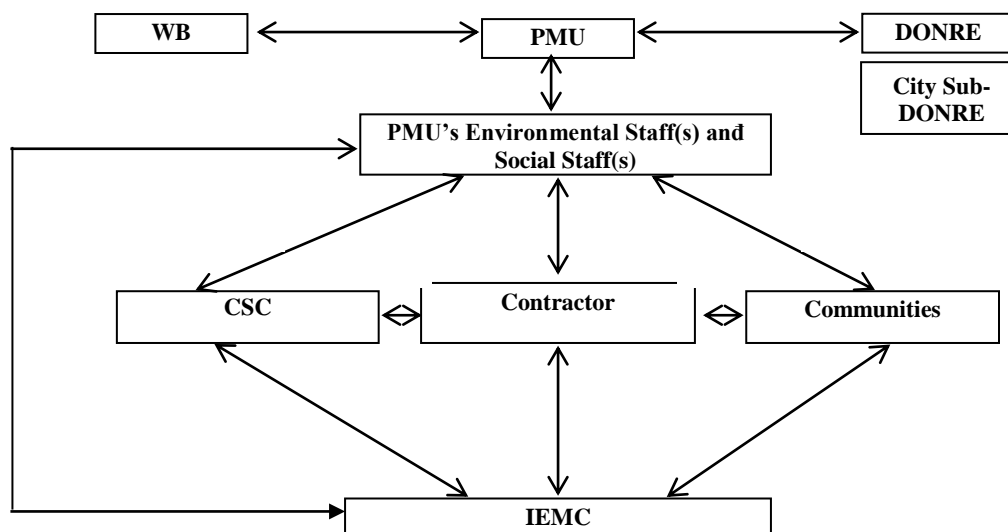 WB
PMU
DONRE
City Sub-
DONRE
PMU's Environmental Staff(s) and
Social Staff(s)
CSC
Contractor
Communities
IEMC